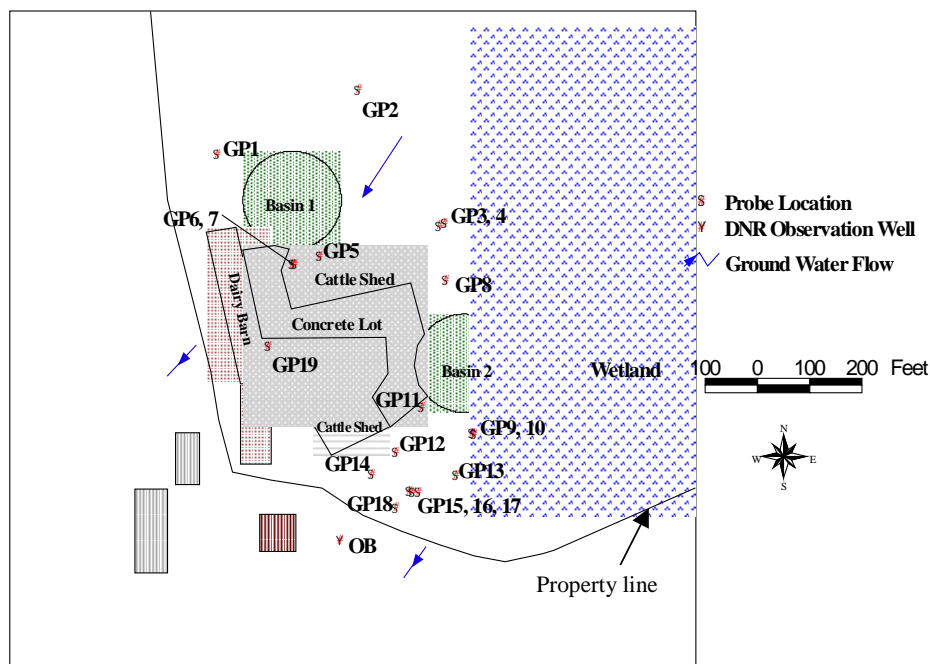 GP2
GP1
Basin 1
GP6, 7
GP3, 4
GP5
Cattle Shed
GP8
Dairy Barn
Concrete Lot
GP19
Basin 2
Wetland
GP11
Cattle Shed
GP9, 10
GP12
GP14
GP13
GP18
GP15, 16, 17
OB
Property line
Probe Location
DNR Observation Well
Ground Water Flow
100 0 100 200 Feet
N
W E
S